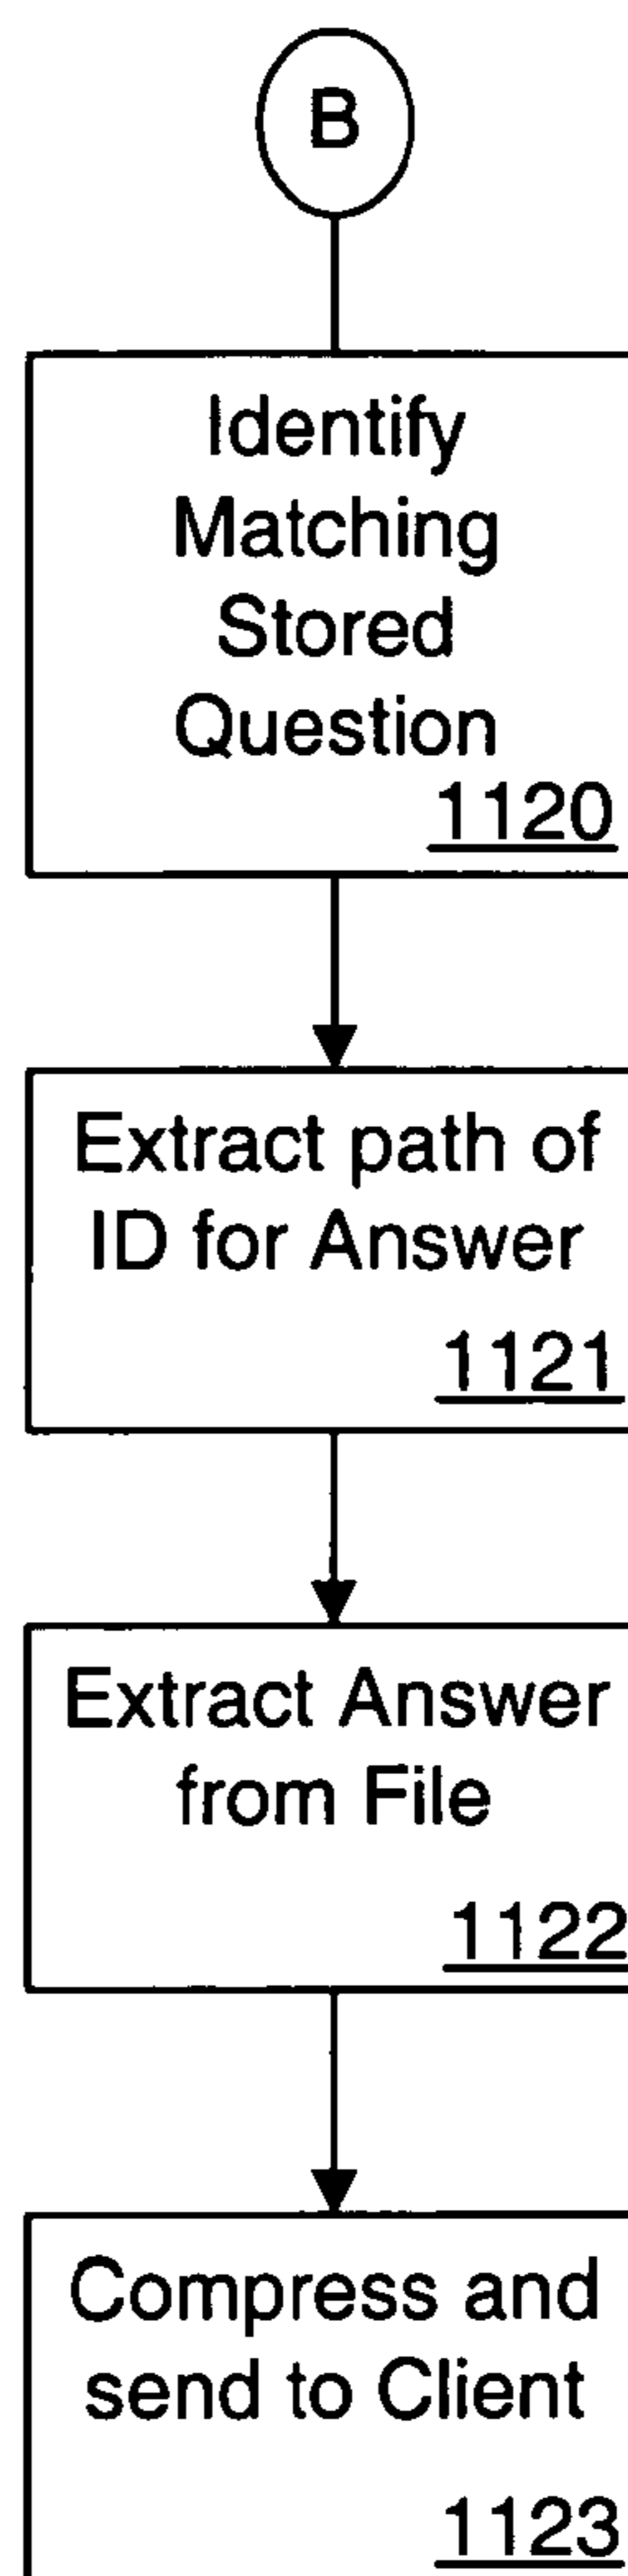 B
Identify
Matching
Stored
Question
1120
Extract path of
ID for Answer
1121
Extract Answer
from File
1122
Compress and
send to Client
1123